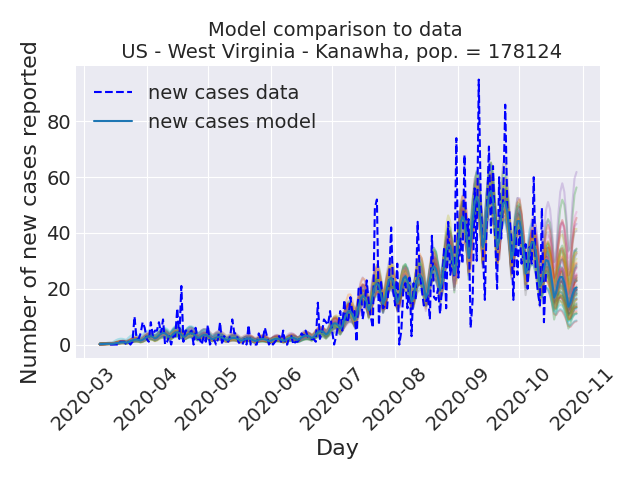 Model comparison to data
US - West Virginia - Kanawha, pop. = 178124
Number of new cases reported
new cases data
new cases model
80
60
40
20
0
2020-03
2020-04
2020-05
2020-06
2020-07
2020-08
2020-09
2020-10
2020-11
Day